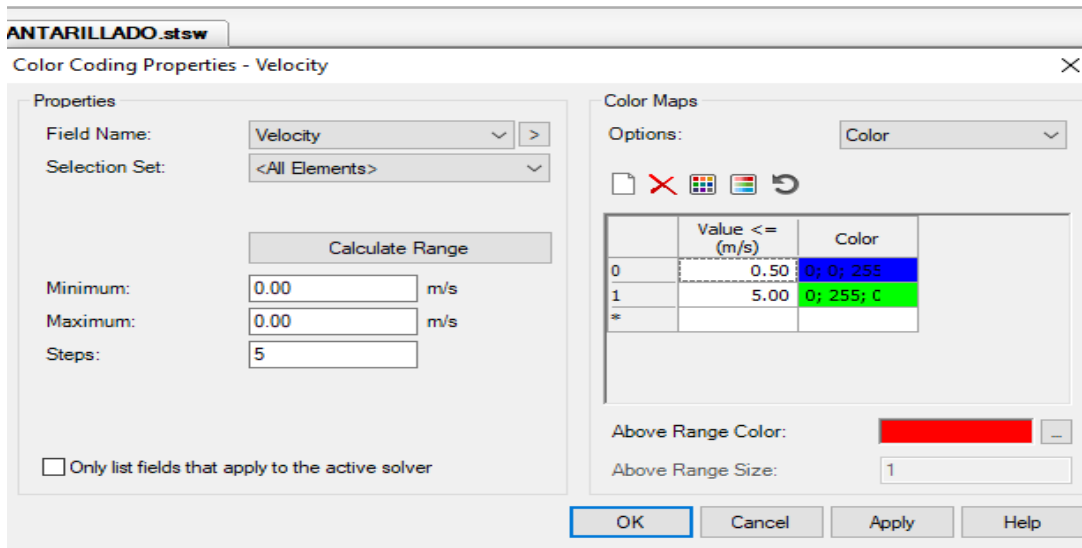 ANTARILLADO.stsw
Color Coding Properties - Velocity
Properties
Field Name: Velocity >
Selection Set: <All Elements>
Calculate Range
Minimum: 0.00 m/s
Maximum: 0.00 m/s
Steps: 5
Only list fields that apply to the active solver
Color Maps
Options: Color
Value <= (m/s) Color
0 0.50 0; 0; 255
1 5.00 0; 255; 0
*
Above Range Color: ...
Above Range Size: 1
OK Cancel Apply Help